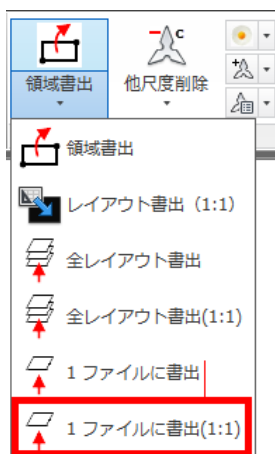 領域書出
他尺度削除
領域書出
レイアウト書出（1:1）
全レイアウト書出
全レイアウト書出(1:1)
1 ファイルに書出
1 ファイルに書出(1:1)